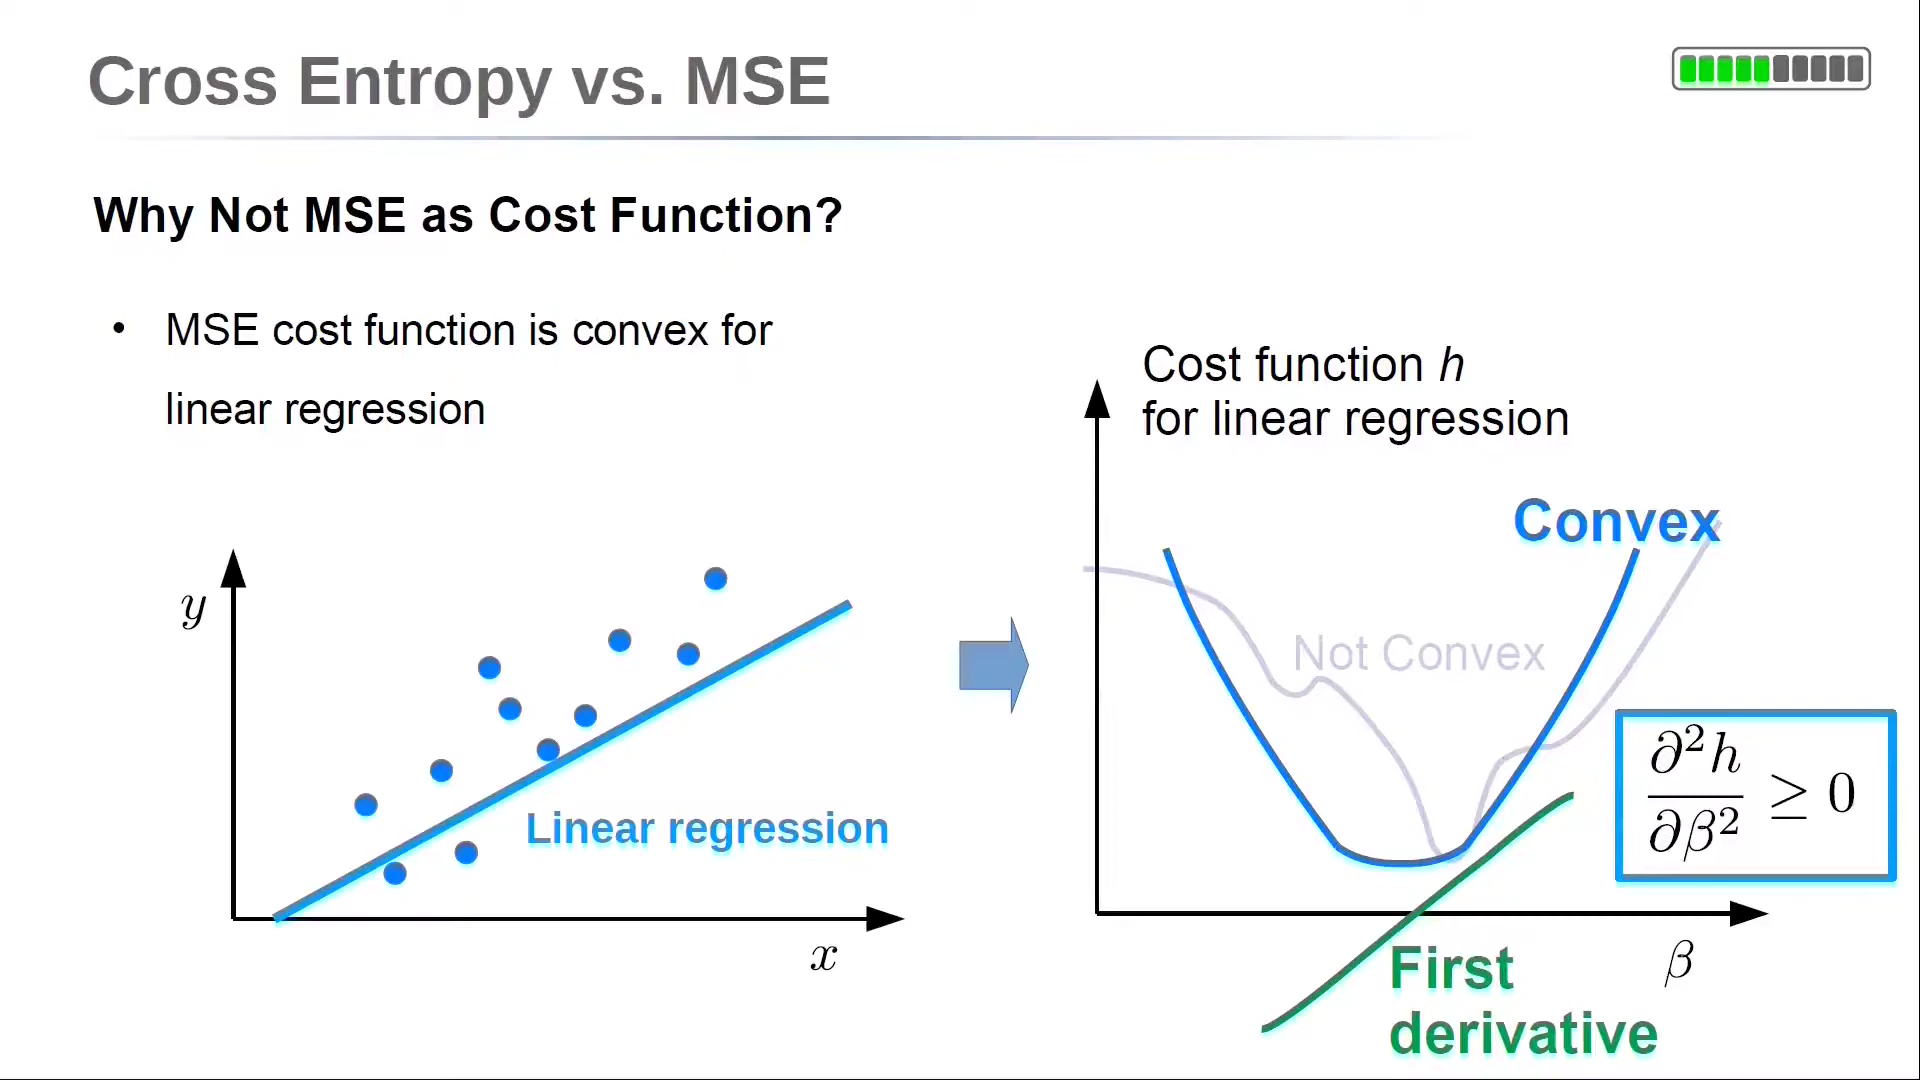 Cross Entropy vs. MSE
Why Not MSE as Cost Function?
• MSE cost function is convex for
linear regression
y
Linear regression
x
Cost function h
for linear regression
Convex
Not Convex
∂²h/∂β² ≥ 0
β
First
derivative